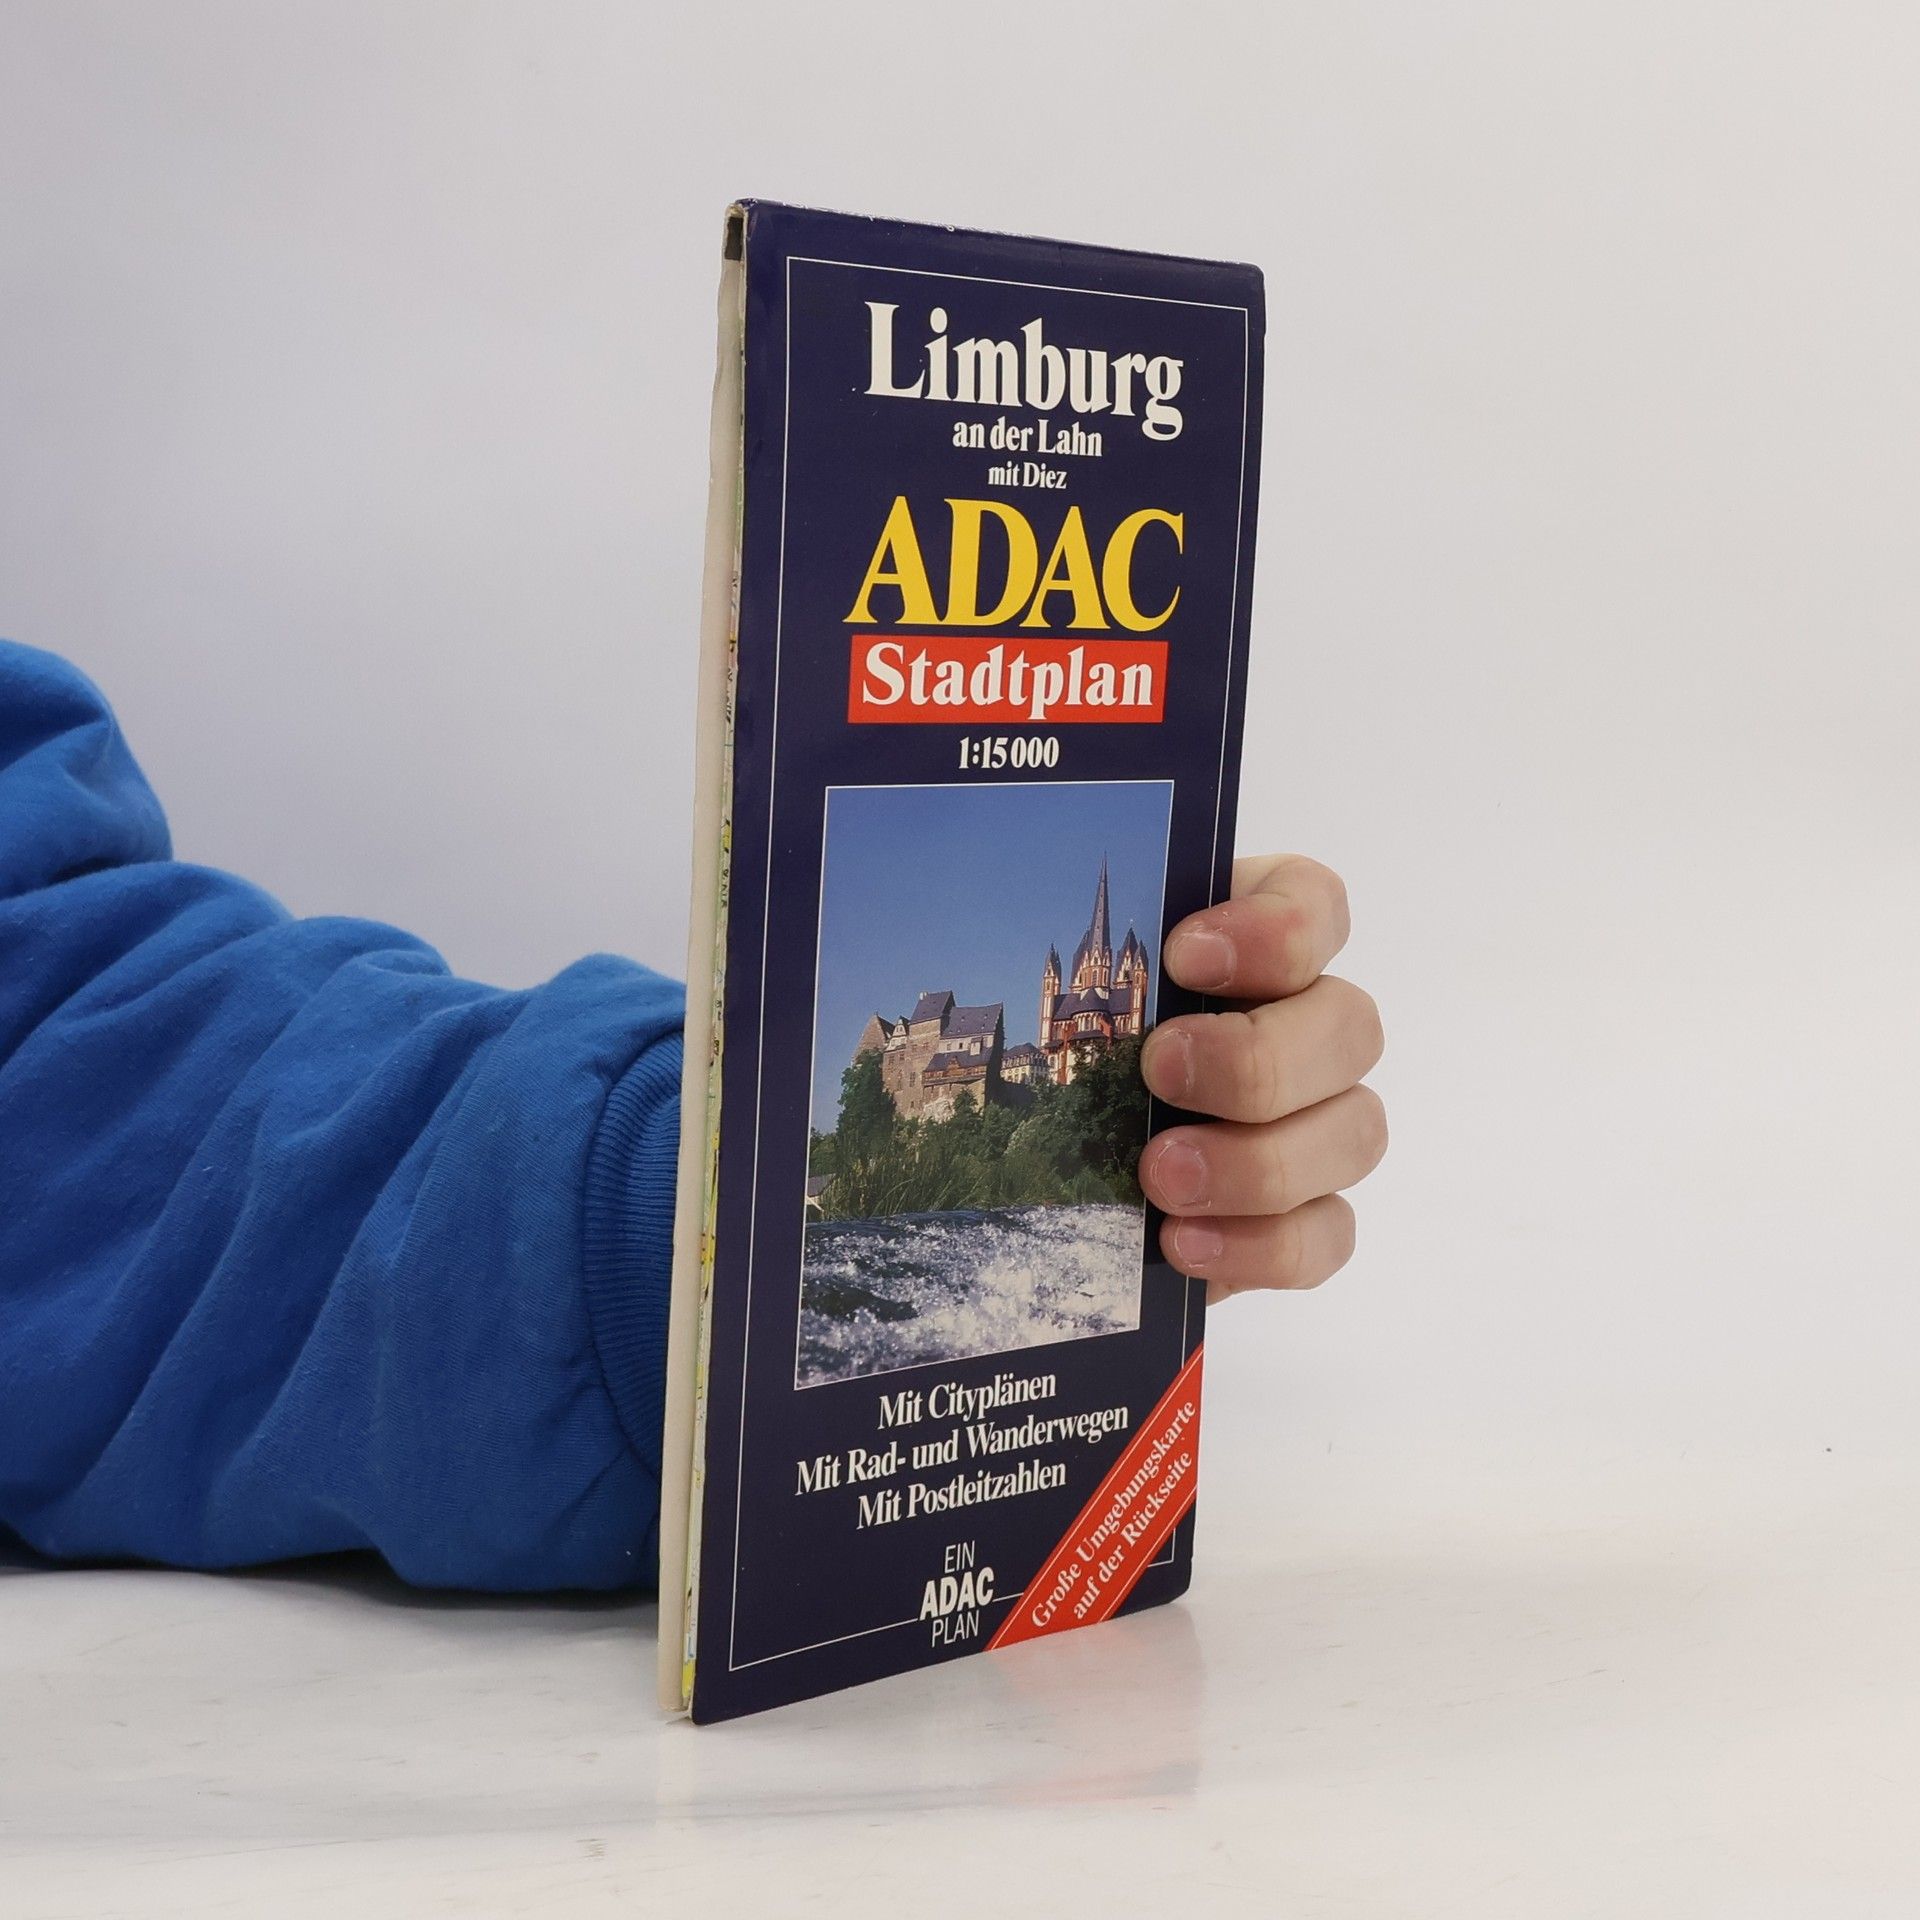 Limburg
an der Lahn
mit Diez
ADAC
Stadtplan
1:15 000
Mit Cityplänen
Mit Rad- und Wanderwegen
Mit Postleitzahlen
EIN
ADAC
PLAN
Große Umgebungskarte
auf der Rückseite